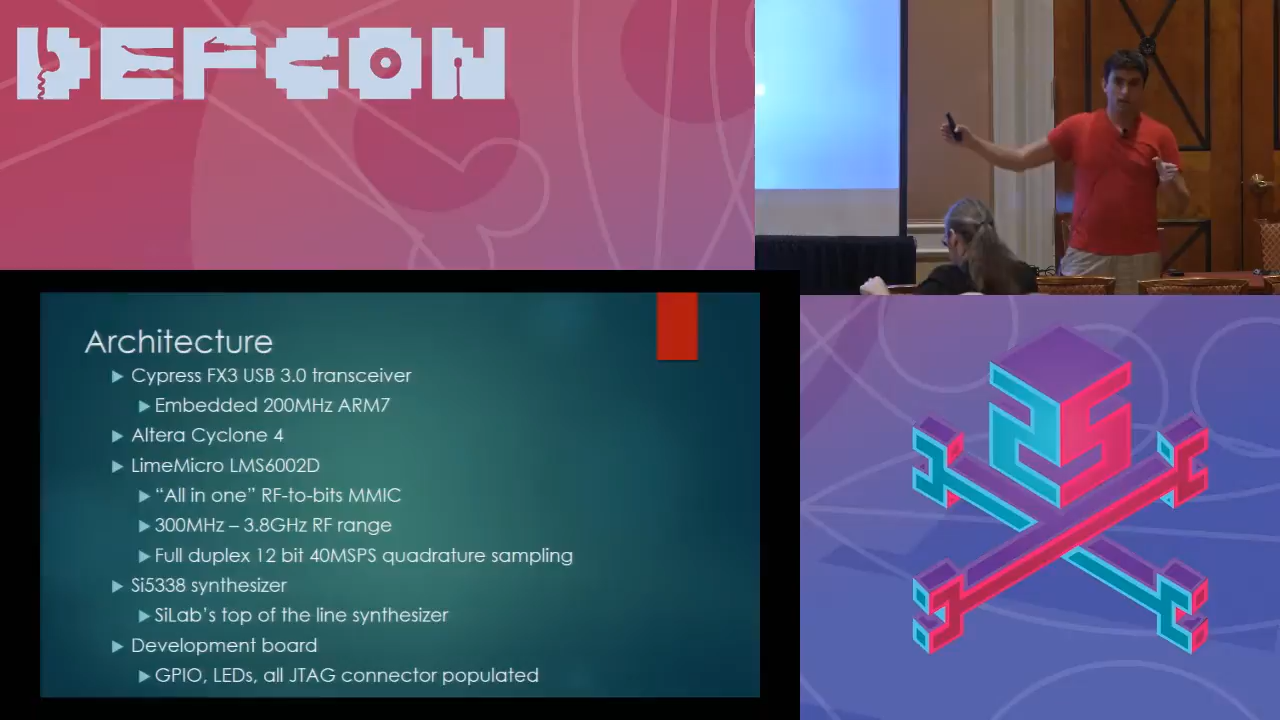 DEFCON
Architecture
Cypress FX3 USB 3.0 transceiver
Embedded 200MHz ARM7
Altera Cyclone 4
LimeMicro LMS6002D
“All in one” RF-to-bits MMIC
300MHz – 3.8GHz RF range
Full duplex 12 bit 40MSPS quadrature sampling
Si5338 synthesizer
SiLab’s top of the line synthesizer
Development board
GPIO, LEDs, all JTAG connector populated
25